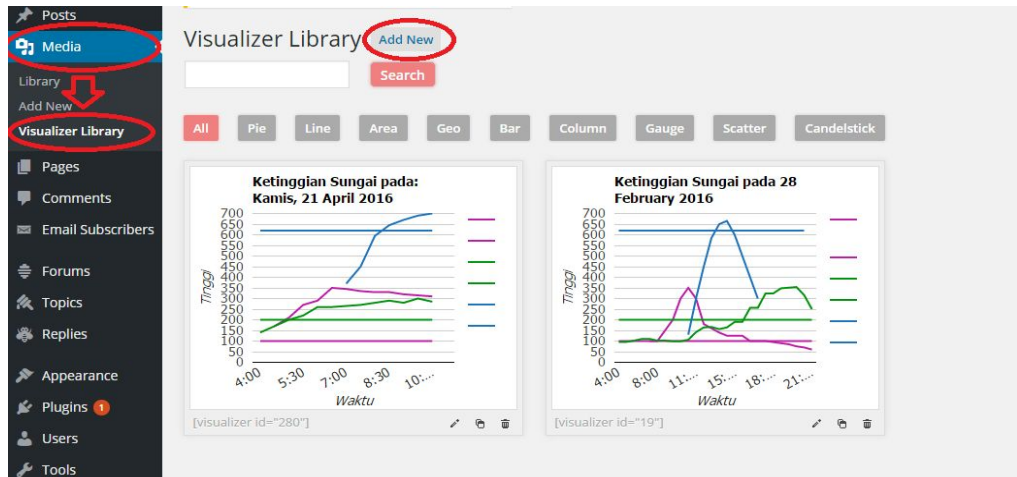 Posts
Media
Library
Add New
Visualizer Library
Pages
Comments
Email Subscribers
Forums
Topics
Replies
Appearance
Plugins 1
Users
Tools
Visualizer Library Add New
Search
All Pie Line Area Geo Bar Column Gauge Scatter Candelstick
Ketinggian Sungai pada:
Kamis, 21 April 2016
700
650
600
550
500
450
400
350
300
250
200
150
100
50
0
Tinggi
4:00 5:30 7:00 8:30 10:...
Waktu
[visualizer id="280"]
Ketinggian Sungai pada 28
February 2016
700
650
600
550
500
450
400
350
300
250
200
150
100
50
0
Tinggi
4:00 8:00 11:... 15:... 18:... 21:...
Waktu
[visualizer id="19"]